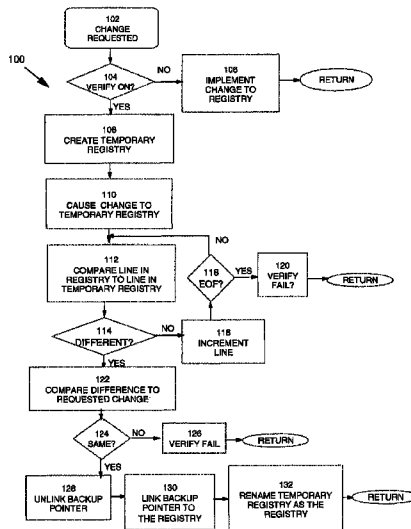 102
CHANGE
REQUESTED
100
104
VERIFY ON?
NO
106
IMPLEMENT
CHANGE TO
REGISTRY
RETURN
YES
108
CREATE TEMPORARY
REGISTRY
110
CAUSE CHANGE TO
TEMPORARY REGISTRY
NO
112
COMPARE LINE IN
REGISTRY TO LINE IN
TEMPORARY REGISTRY
118
EOF?
YES
120
VERIFY
FAIL?
RETURN
114
DIFFERENT?
NO
116
INCREMENT
LINE
YES
122
COMPARE DIFFERENCE TO
REQUESTED CHANGE
124
SAME?
NO
126
VERIFY FAIL
RETURN
YES
128
UNLINK BACKUP
POINTER
130
LINK BACKUP
POINTER TO
THE REGISTRY
132
RENAME TEMPORARY
REGISTRY AS THE
REGISTRY
RETURN